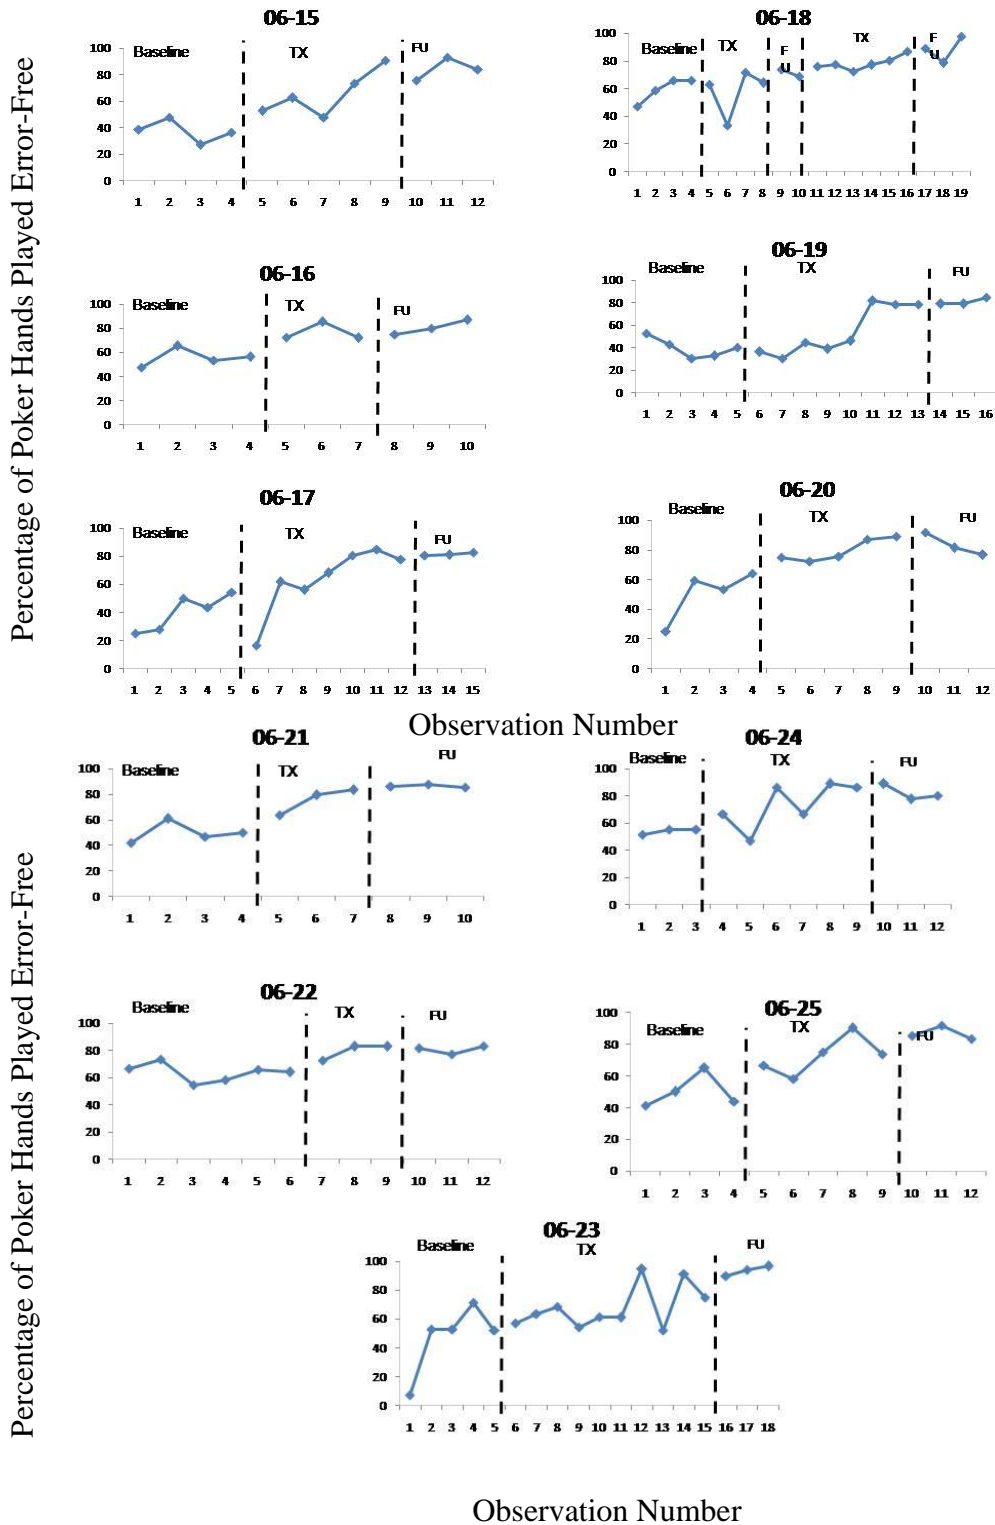 Percentage of Poker Hands Played Error-Free
06-15
Baseline TX FU
100
80
60
40
20
0
1 2 3 4 5 6 7 8 9 10 11 12
06-18
Baseline TX FU TX FU
100
80
60
40
20
0
1 2 3 4 5 6 7 8 9 10 11 12 13 14 15 16 17 18 19
06-16
Baseline TX FU
100
80
60
40
20
0
1 2 3 4 5 6 7 8 9 10
06-19
Baseline TX FU
100
80
60
40
20
0
1 2 3 4 5 6 7 8 9 10 11 12 13 14 15 16
06-17
Baseline TX FU
100
80
60
40
20
0
1 2 3 4 5 6 7 8 9 10 11 12 13 14 15
06-20
Baseline TX FU
100
80
60
40
20
0
1 2 3 4 5 6 7 8 9 10 11 12
Observation Number
Percentage of Poker Hands Played Error-Free
06-21
Baseline TX FU
100
80
60
40
20
0
1 2 3 4 5 6 7 8 9 10
06-24
Baseline TX FU
100
80
60
40
20
0
1 2 3 4 5 6 7 8 9 10 11 12
06-22
Baseline TX FU
100
80
60
40
20
0
1 2 3 4 5 6 7 8 9 10 11 12
06-25
Baseline TX FU
100
80
60
40
20
0
1 2 3 4 5 6 7 8 9 10 11 12
06-23
Baseline TX FU
100
80
60
40
20
0
1 2 3 4 5 6 7 8 9 10 11 12 13 14 15 16 17 18
Observation Number